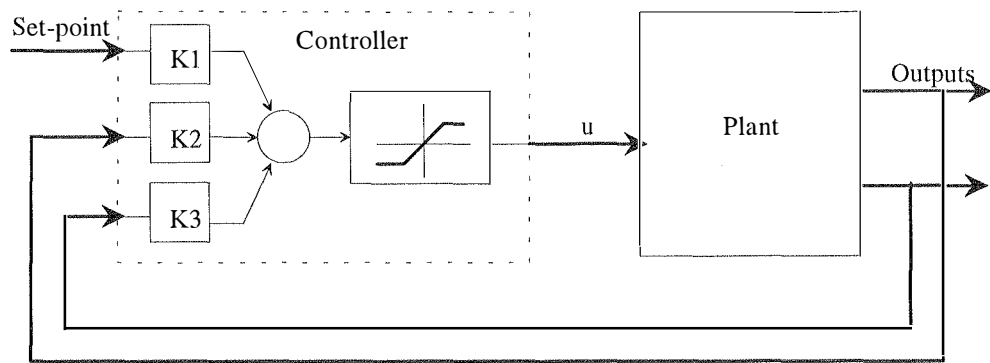 Set-point
Controller
K1
Outputs
K2
u
Plant
K3